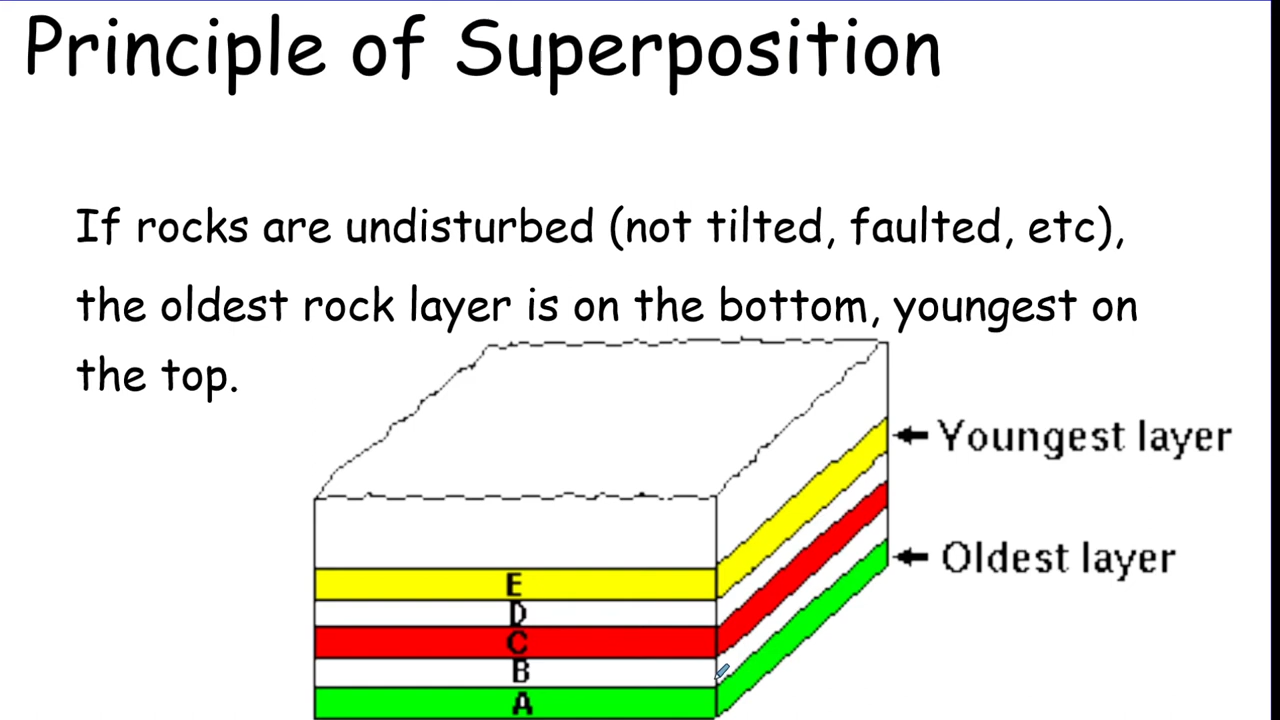 Principle of Superposition
If rocks are undisturbed (not tilted, faulted, etc),
the oldest rock layer is on the bottom, youngest on
the top.
Youngest layer
Oldest layer
E
D
C
B
A